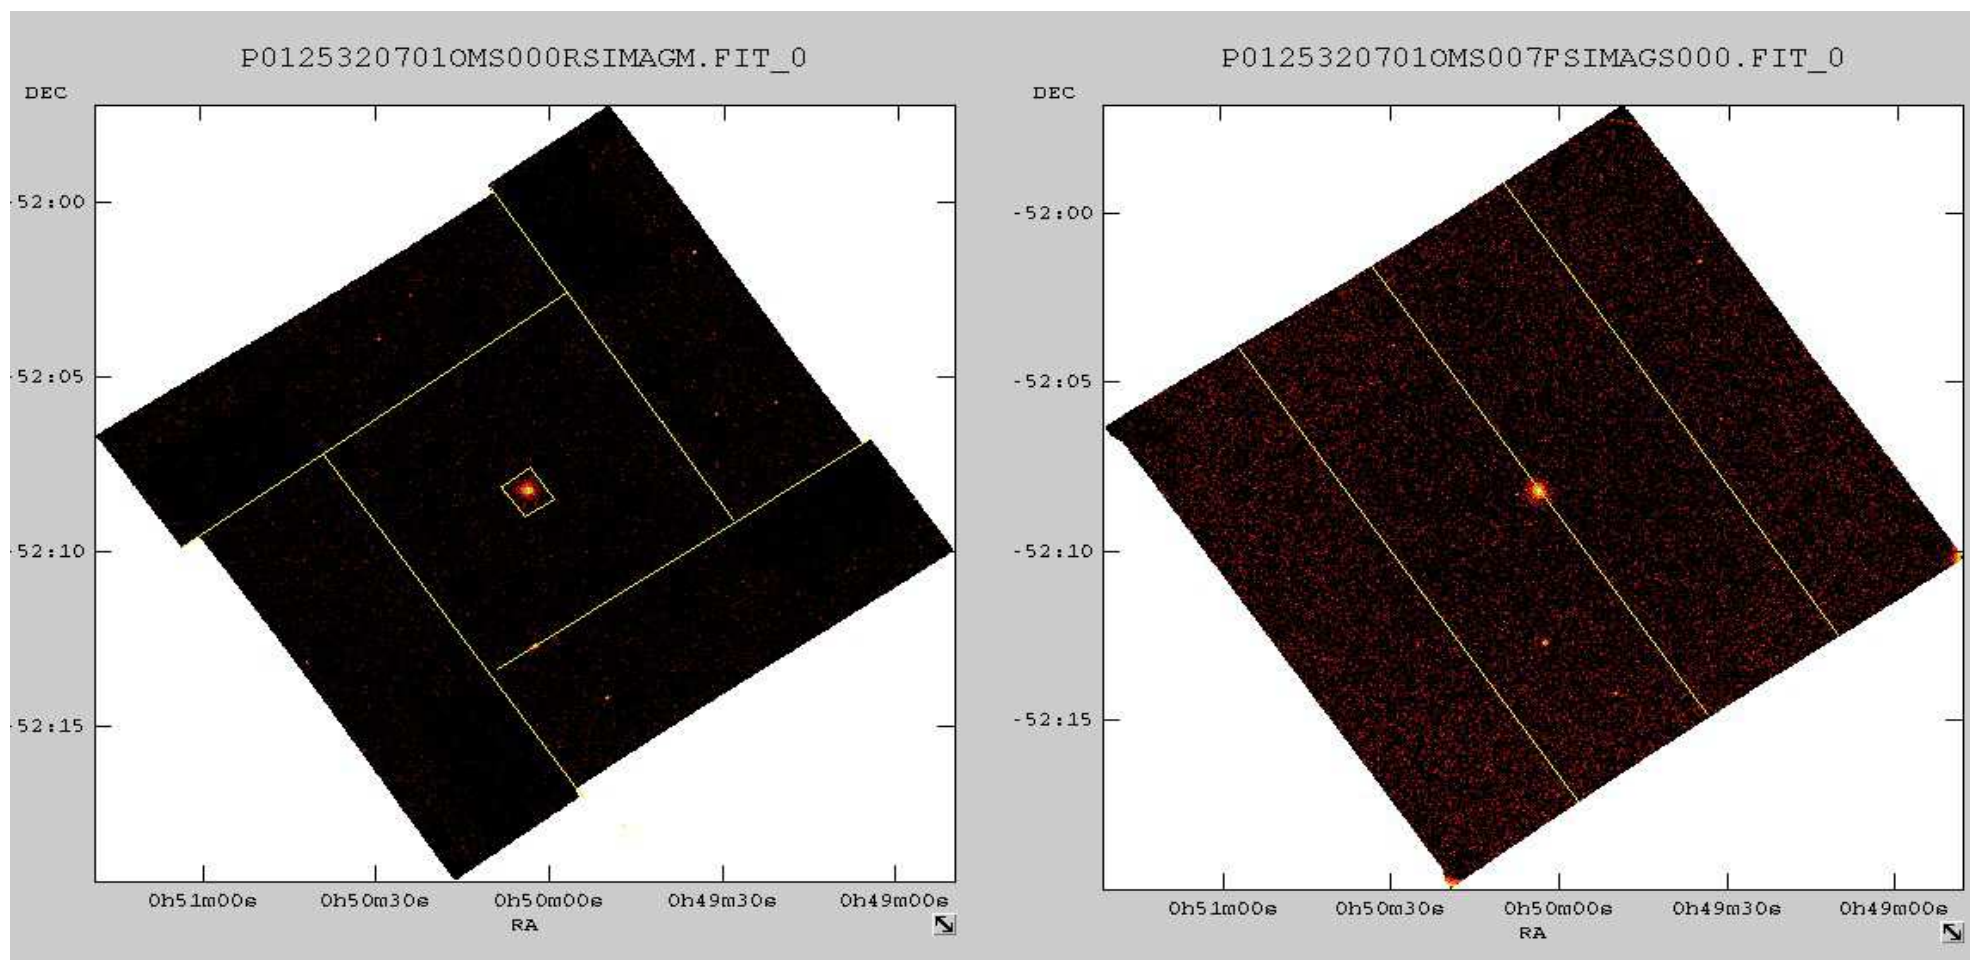 P0125320701OMS000RSIMAGM.FIT_0
DEC
-52:00
-52:05
-52:10
-52:15
0h51m00s 0h50m30s 0h50m00s 0h49m30s 0h49m00s
RA
P0125320701OMS007FSIMAGS000.FIT_0
DEC
-52:00
-52:05
-52:10
-52:15
0h51m00s 0h50m30s 0h50m00s 0h49m30s 0h49m00s
RA